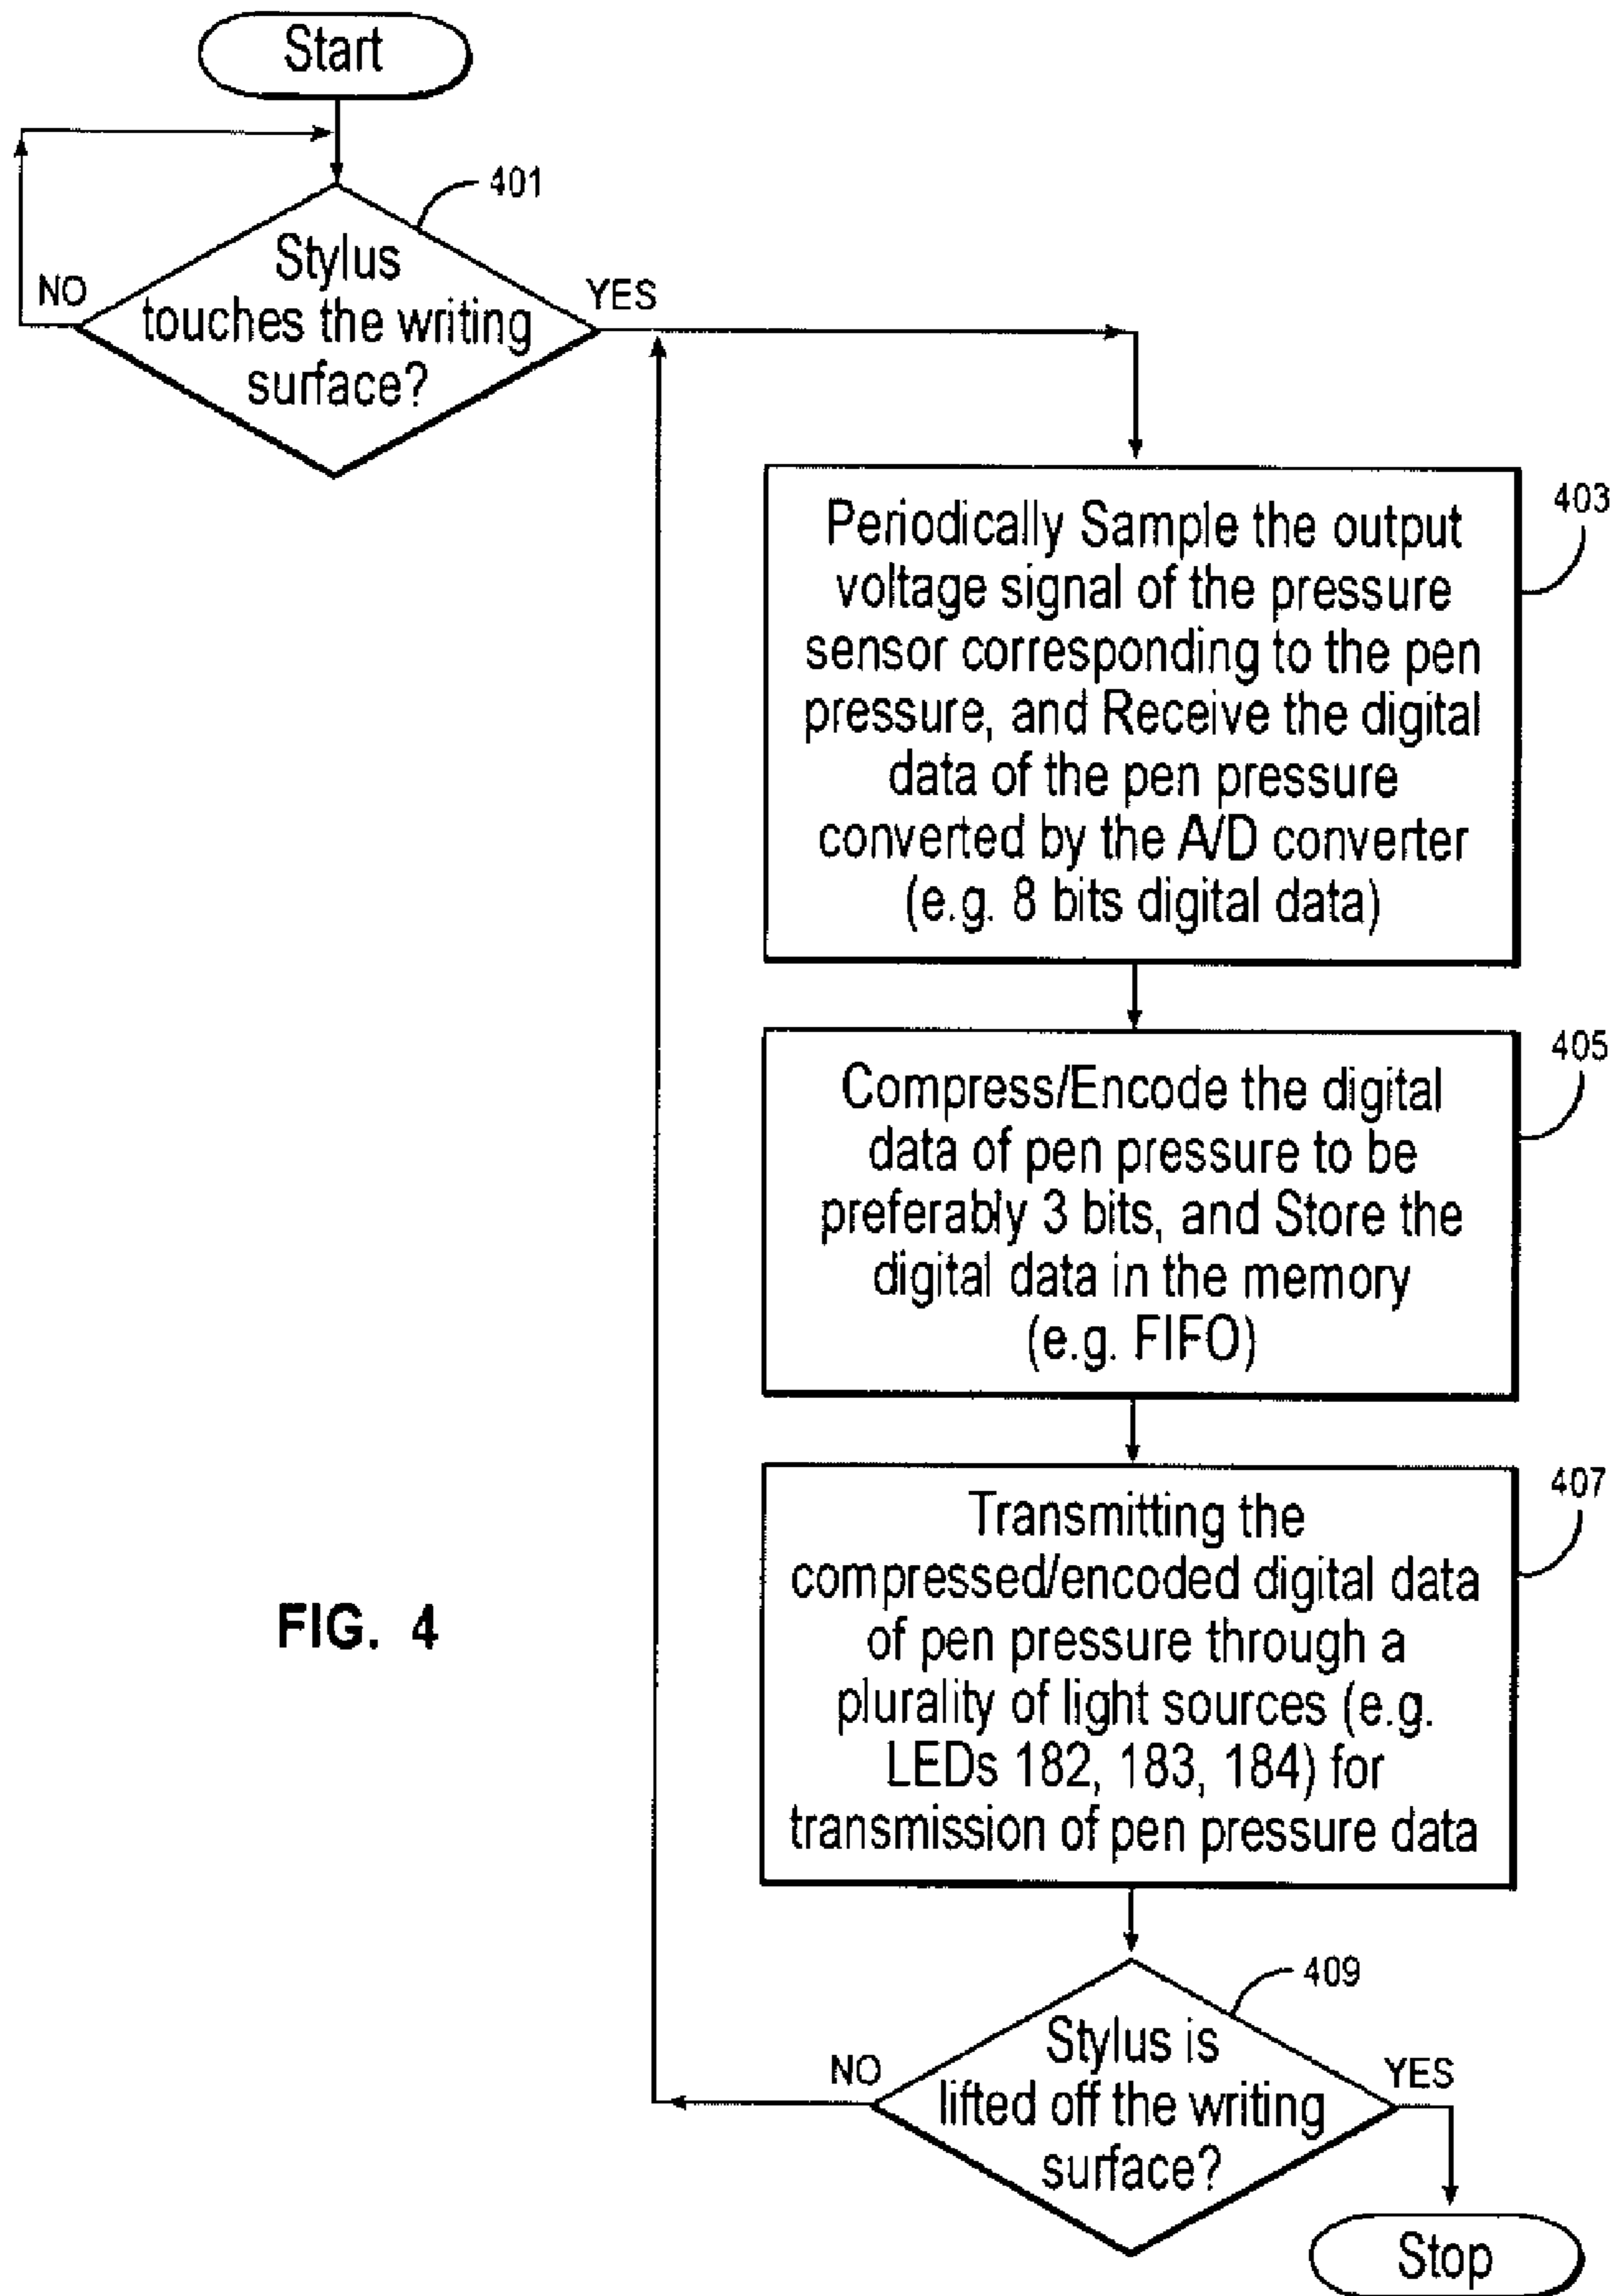 Start
401
Stylus
touches the writing
surface?
NO
YES
403
Periodically Sample the output
voltage signal of the pressure
sensor corresponding to the pen
pressure, and Receive the digital
data of the pen pressure
converted by the A/D converter
(e.g. 8 bits digital data)
405
Compress/Encode the digital
data of pen pressure to be
preferably 3 bits, and Store the
digital data in the memory
(e.g. FIFO)
407
Transmitting the
compressed/encoded digital data
of pen pressure through a
plurality of light sources (e.g.
LEDs 182, 183, 184) for
transmission of pen pressure data
FIG. 4
409
Stylus is
lifted off the writing
surface?
NO
YES
Stop